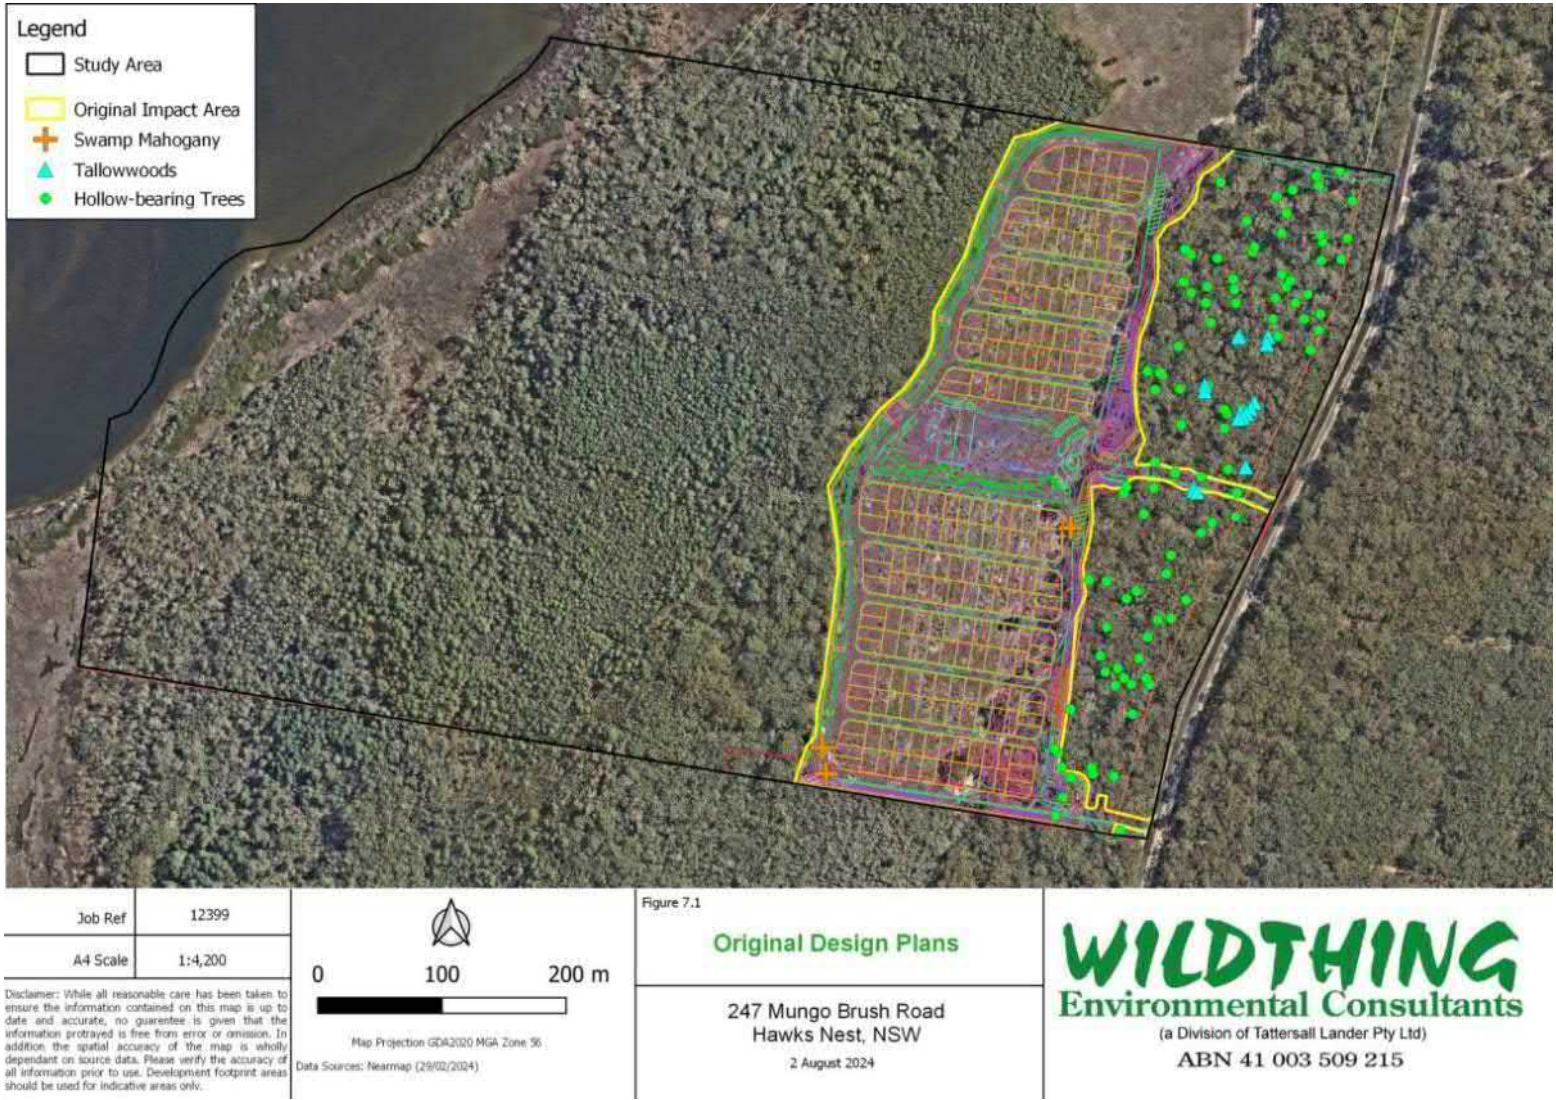 Legend
Study Area
Original Impact Area
Swamp Mahogany
Tallowwoods
Hollow-bearing Trees
Job Ref
12399
A4 Scale
1:4,200
Disclaimer: While all reasonable care has been taken to
ensure the information contained on this map is up to
date and accurate, no guarentee is given that the
information protrayed is free from error or omission. In
addition the spatial accuracy of the map is wholly
dependant on source data. Please verify the accuracy of
all information prior to use. Development footprint areas
should be used for indicative areas only.
0 100 200 m
Map Projection GDA2020 MGA Zone 56
Data Sources: Nearmap (29/02/2024)
Figure 7.1
Original Design Plans
247 Mungo Brush Road
Hawks Nest, NSW
2 August 2024
WILDTHING
Environmental Consultants
(a Division of Tattersall Lander Pty Ltd)
ABN 41 003 509 215